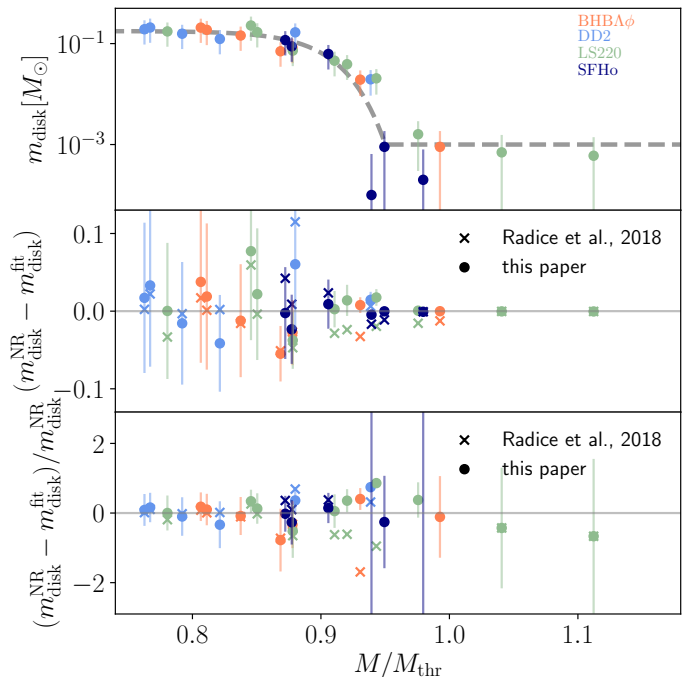 BHBΛϕ
DD2
LS220
SFHo
10⁻¹
10⁻³
m_disk[M_⊙]
× Radice et al., 2018
● this paper
0.1
0.0
−0.1
(m_disk^NR − m_disk^fit)
× Radice et al., 2018
● this paper
2
0
−2
(m_disk^NR − m_disk^fit)/m_disk^NR
0.8
0.9
1.0
1.1
M/M_thr